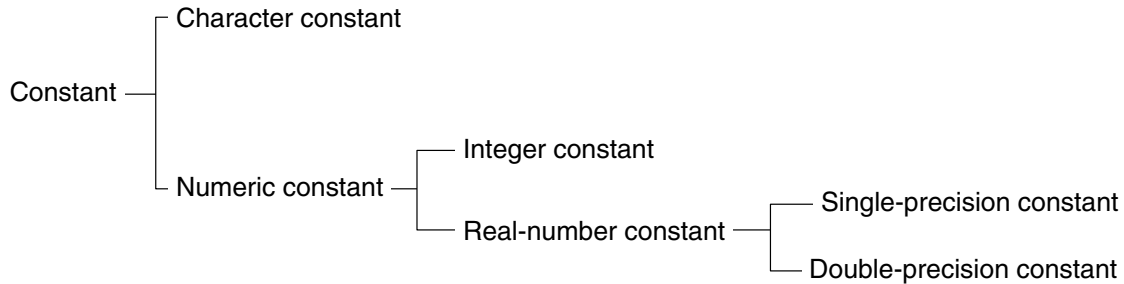 Character constant
Constant
Integer constant
Numeric constant
Single-precision constant
Real-number constant
Double-precision constant